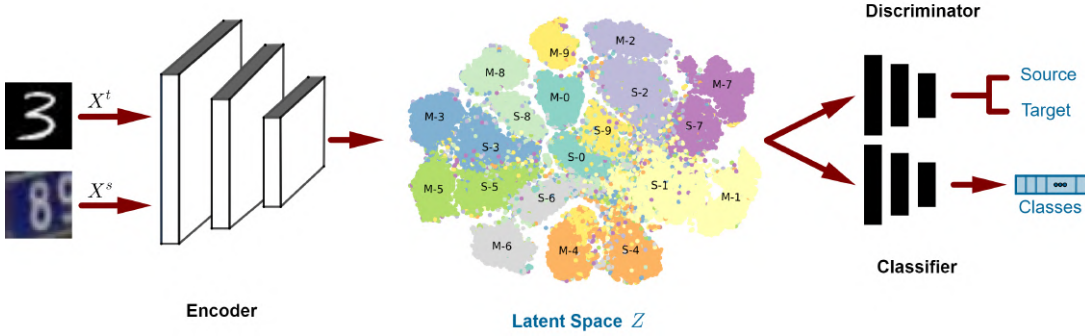 Discriminator
X^t
X^s
3
89
M-2
M-9
M-8
M-7
M-0
S-2
M-3
S-8
S-7
S-9
S-3
S-0
M-5
S-5
S-1
M-1
S-6
M-6
M-4
S-4
Source
Target
Classes
Classifier
Encoder
Latent Space Z